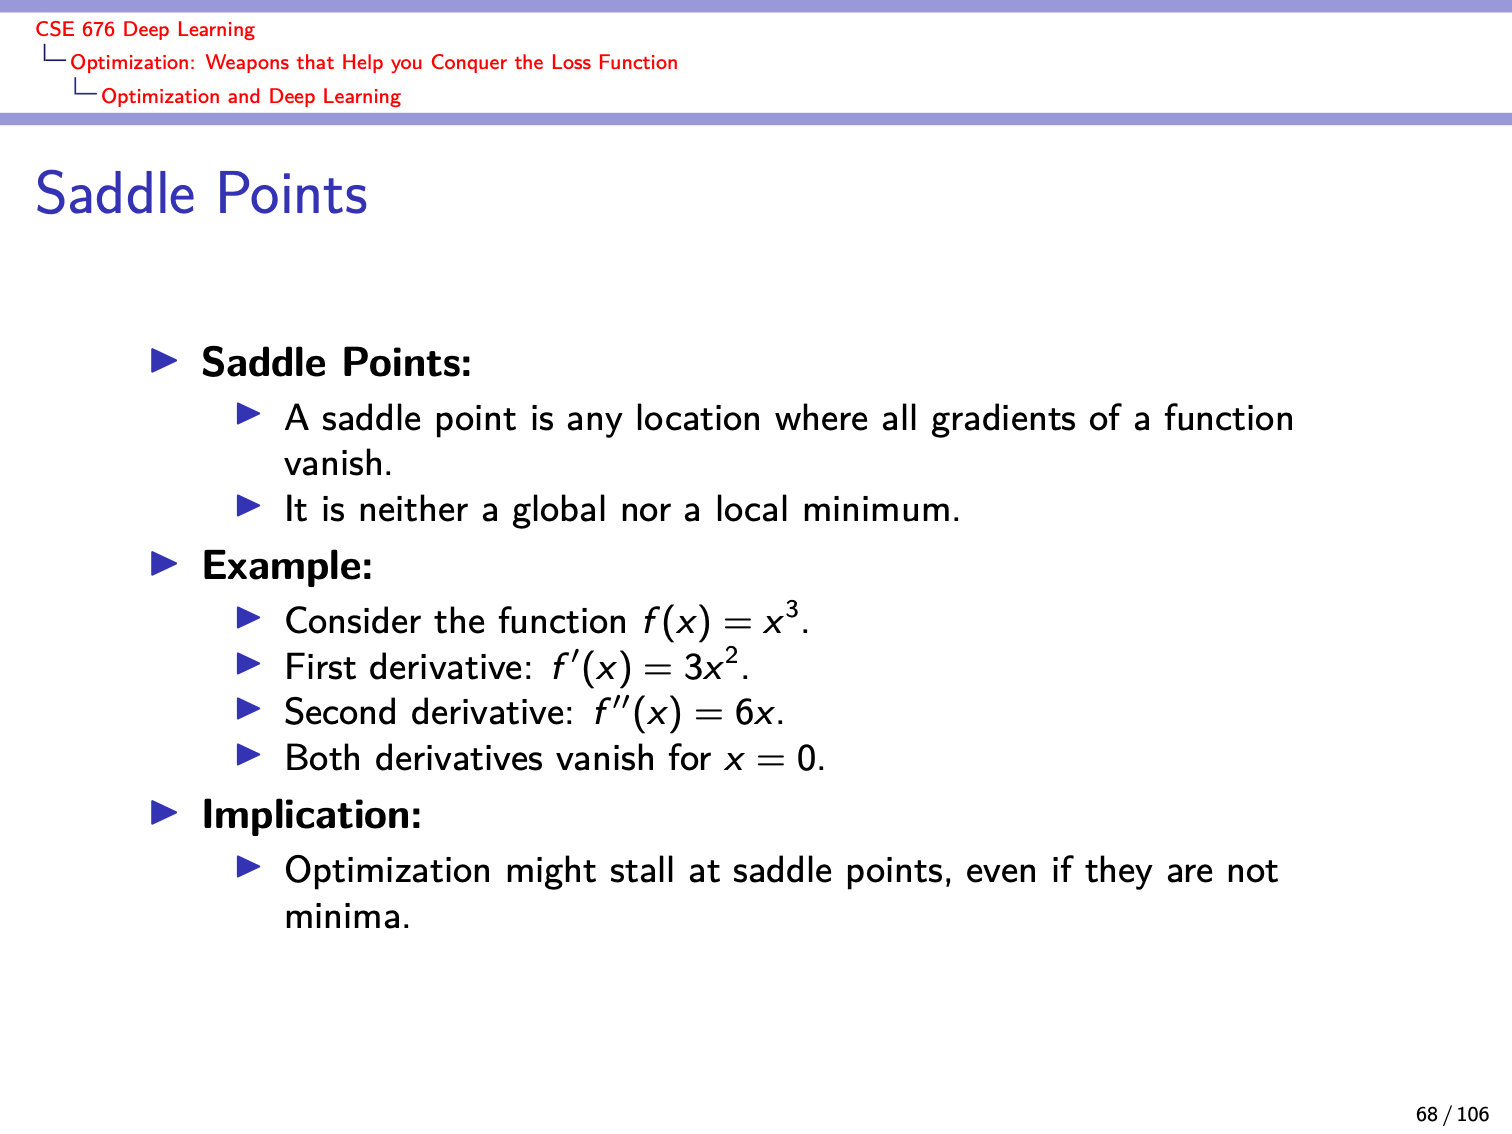 CSE 676 Deep Learning
Optimization: Weapons that Help you Conquer the Loss Function
Optimization and Deep Learning
Saddle Points
Saddle Points:
A saddle point is any location where all gradients of a function
vanish.
It is neither a global nor a local minimum.
Example:
Consider the function f(x) = x³.
First derivative: f′(x) = 3x².
Second derivative: f″(x) = 6x.
Both derivatives vanish for x = 0.
Implication:
Optimization might stall at saddle points, even if they are not
minima.
68 / 106